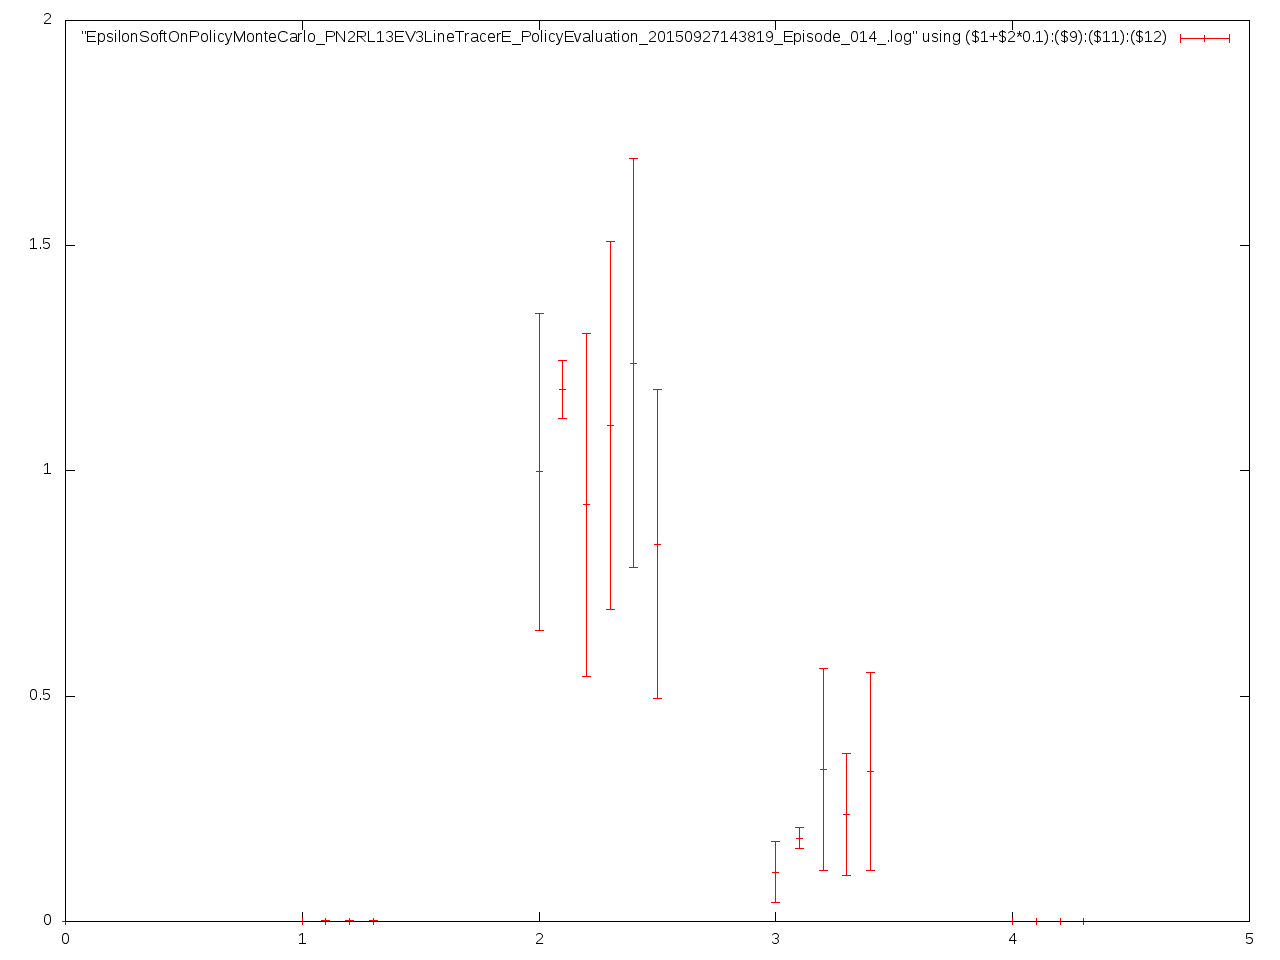 2
"EpsilonSoftOnPolicyMonteCarlo_PN2RL13EV3LineTracerE_PolicyEvaluation_20150927143819_Episode_014_.log" using ($1+$2*0.1):($9):($11):($12)
1.5
1
0.5
0
0 1 2 3 4 5